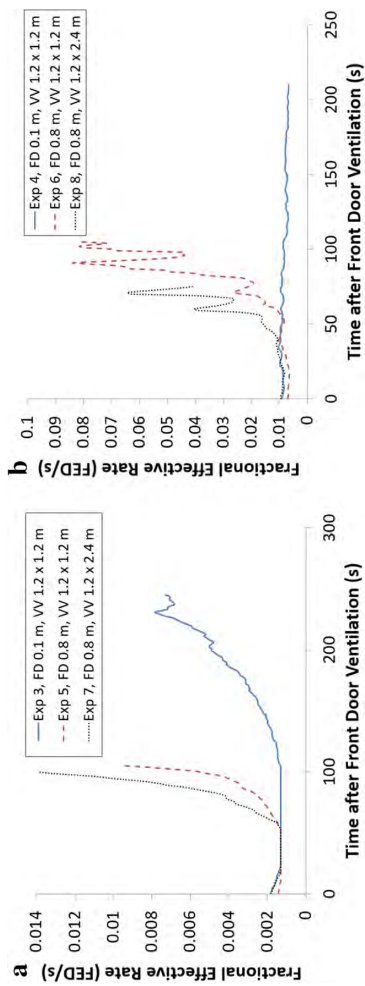 a
Fractional Effective Rate (FED/s)
0.014
0.012
0.01
0.008
0.006
0.004
0.002
0
Exp 3, FD 0.1 m, VV 1.2 x 1.2 m
Exp 5, FD 0.8 m, VV 1.2 x 1.2 m
Exp 7, FD 0.8 m, VV 1.2 x 2.4 m
0 100 200 300
Time after Front Door Ventilation (s)
b
Fractional Effective Rate (FED/s)
0.1
0.09
0.08
0.07
0.06
0.05
0.04
0.03
0.02
0.01
0
Exp 4, FD 0.1 m, VV 1.2 x 1.2 m
Exp 6, FD 0.8 m, VV 1.2 x 1.2 m
Exp 8, FD 0.8 m, VV 1.2 x 2.4 m
0 50 100 150 200 250
Time after Front Door Ventilation (s)